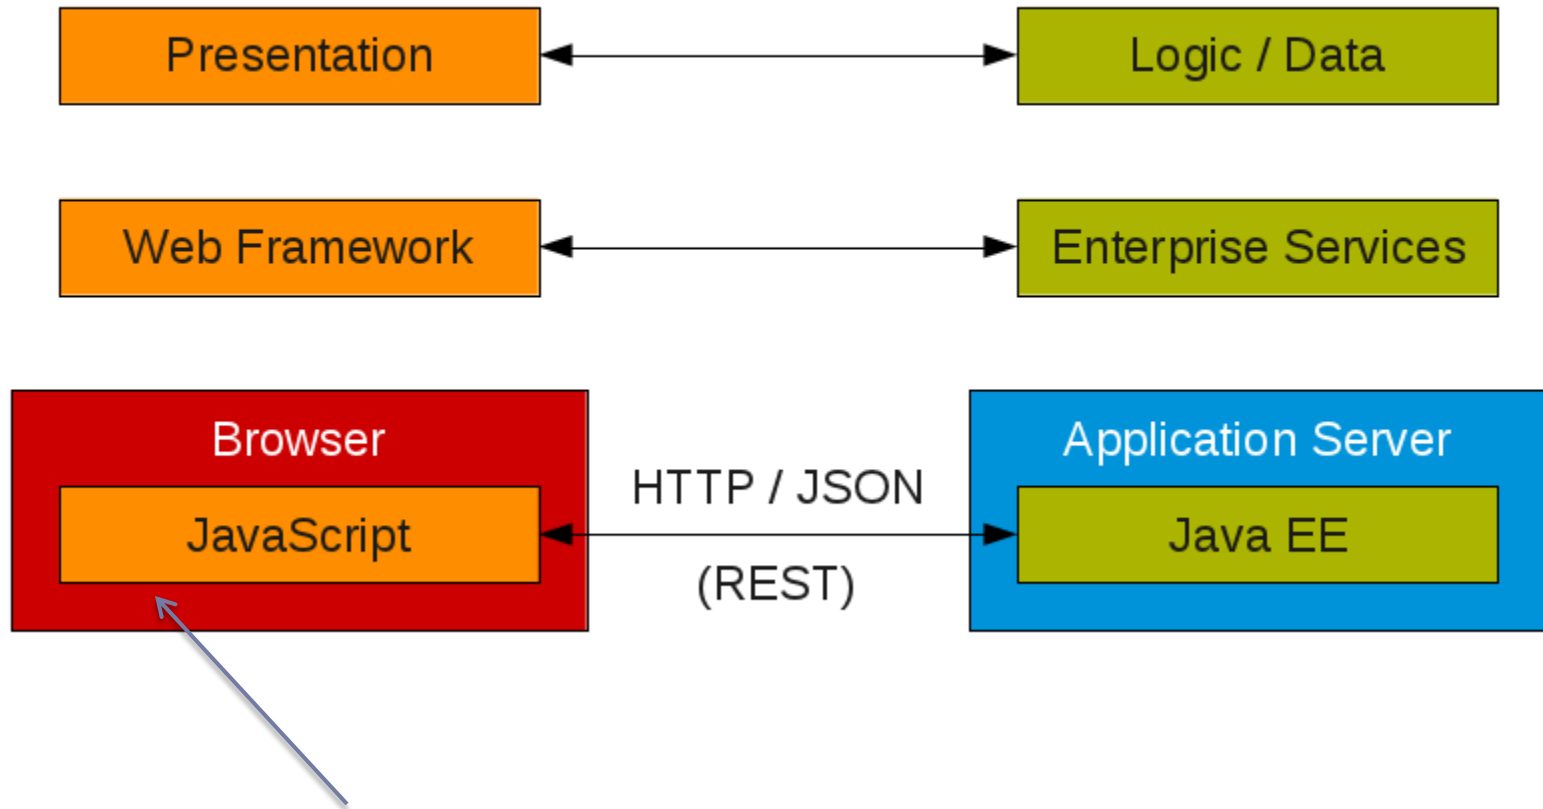 Presentation
Logic / Data
Web Framework
Enterprise Services
Browser
Application Server
HTTP / JSON
JavaScript
Java EE
(REST)